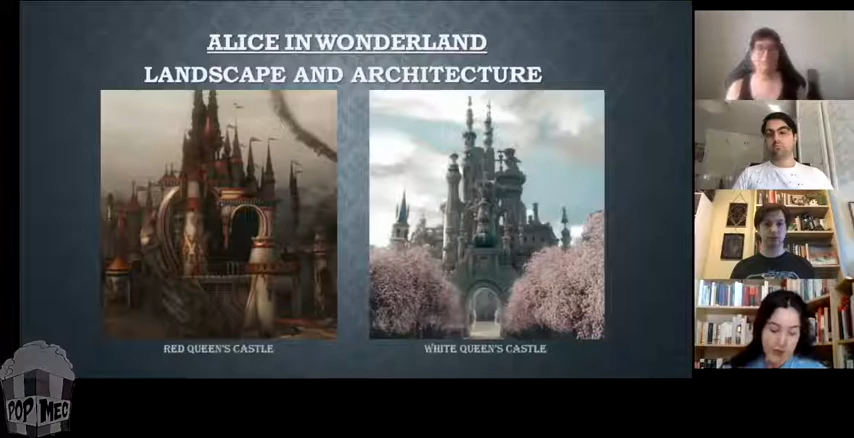 ALICE IN WONDERLAND
LANDSCAPE AND ARCHITECTURE
RED QUEEN'S CASTLE
WHITE QUEEN'S CASTLE
POP MEC